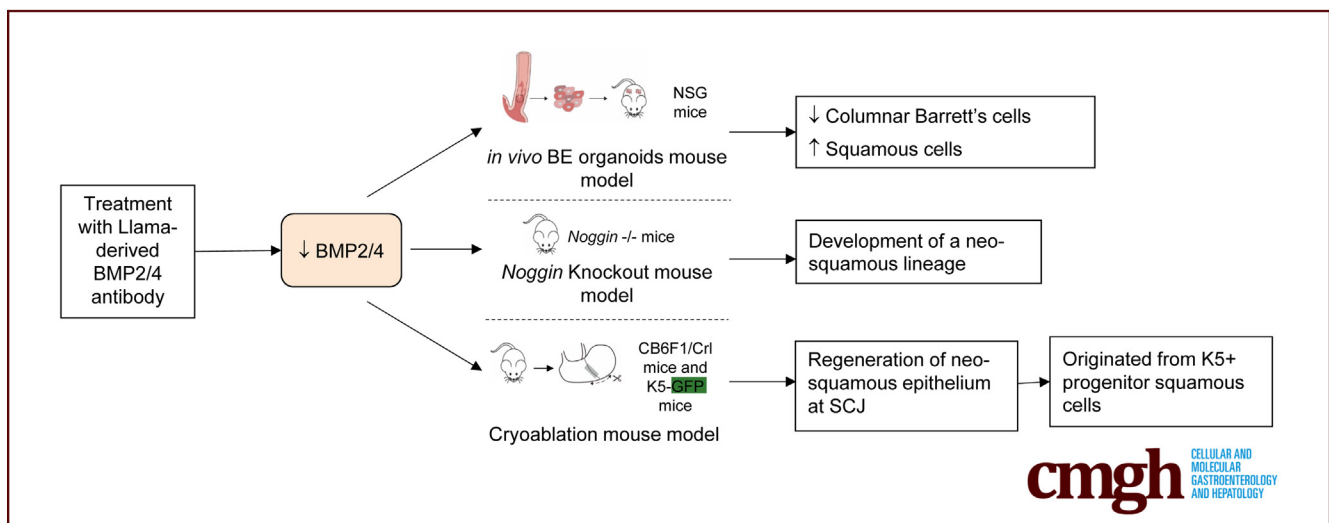 Treatment
with Llama-
derived
BMP2/4
antibody
↓ BMP2/4
NSG
mice
in vivo BE organoids mouse
model
↓ Columnar Barrett's cells
↑ Squamous cells
Noggin -/- mice
Noggin Knockout mouse
model
Development of a neo-
squamous lineage
CB6F1/Crl
mice and
K5-GFP
mice
Cryoablation mouse model
Regeneration of neo-
squamous epithelium
at SCJ
Originated from K5+
progenitor squamous
cells
cmgh
CELLULAR AND
MOLECULAR
GASTROENTEROLOGY
AND HEPATOLOGY